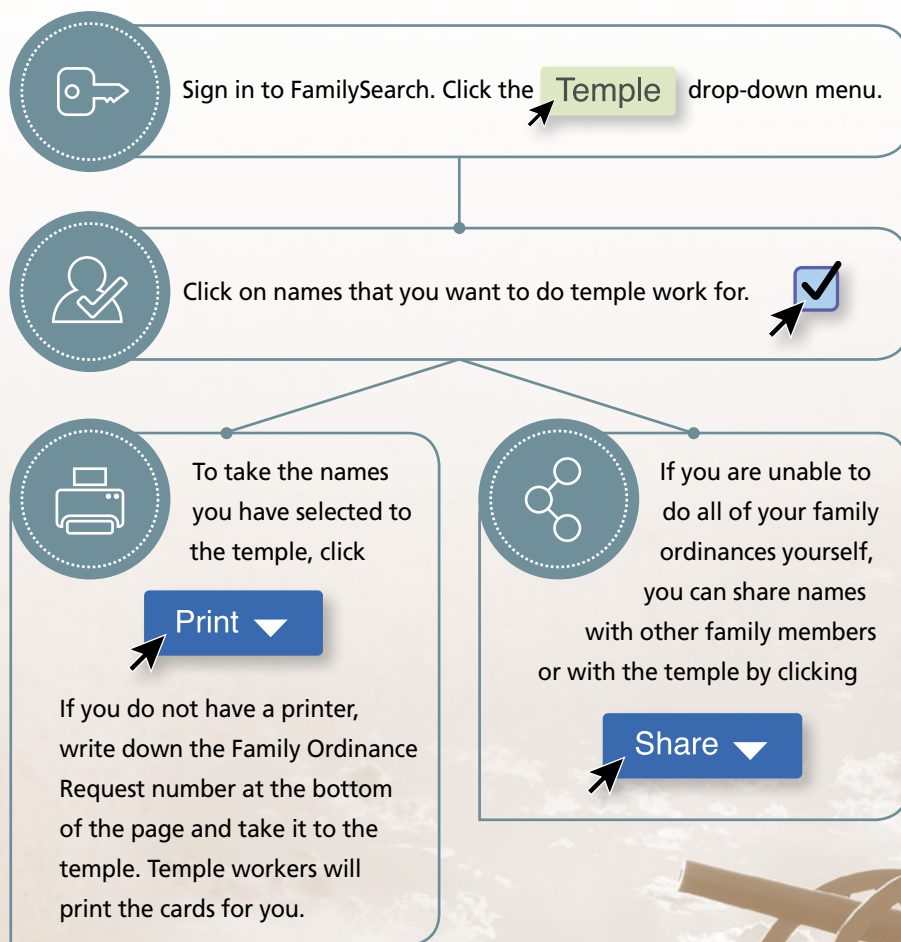 Sign in to FamilySearch. Click the Temple drop-down menu.
Click on names that you want to do temple work for.
To take the names
you have selected to
the temple, click
Print
If you do not have a printer,
write down the Family Ordinance
Request number at the bottom
of the page and take it to the
temple. Temple workers will
print the cards for you.
If you are unable to
do all of your family
ordinances yourself,
you can share names
with other family members
or with the temple by clicking
Share